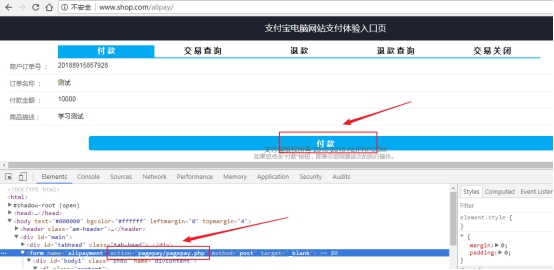 不安全 www.shop.com/alipay/
支付宝电脑网站支付体验入口页
付 款 交 易 查 询 退 款 退 款 查 询 交 易 关 闭
商户订单号 ： 20188915857928
订单名称 ： 测试
付款金额 ： 10000
商品描述 ： 学习测试
付 款
如果您点击"付款"按钮，即表示您同意该次的执行操作。
Elements Console Sources Network Performance Memory Application Security Audits
<!DOCTYPE html>
<html>
#shadow-root (open)
<head>…</head>
<body text="#000000" bgcolor="#ffffff" leftmargin="0" topmargin="4">
<header class="am-header">…</header>
<div id="main">
<div id="tabhead" class="tab-head">…</div>
<form name="alipayment" action="pagepay/pagepay.php" method="post" target="_blank"> == $0
<div id="body1" class="show" name="divcontent">
Styles Computed Event Listen
Filter
element.style {
}
* {
margin: 0;
padding: 0;
}